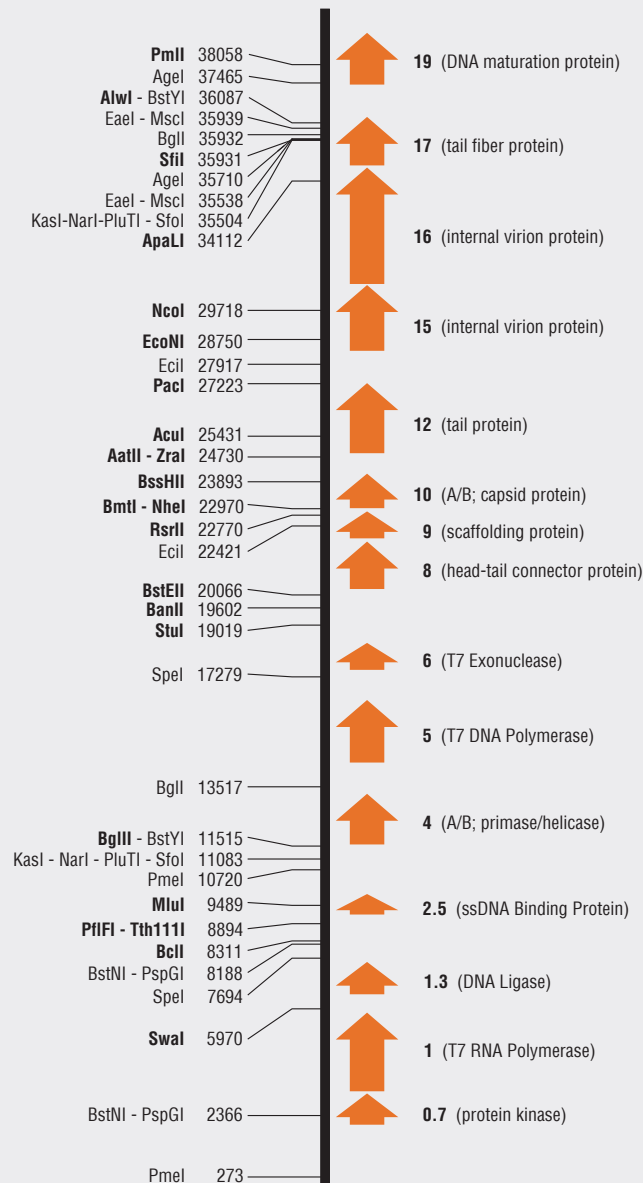 PmlI 38058
AgeI 37465
AlwI - BstYI 36087
EaeI - MscI 35939
BglI 35932
SfiI 35931
AgeI 35710
EaeI - MscI 35538
KasI-NarI-PluTI - SfoI 35504
ApaLI 34112
NcoI 29718
EcoNI 28750
EciI 27917
PacI 27223
AcuI 25431
AatII - ZraI 24730
BssHII 23893
BmtI - NheI 22970
RsrII 22770
EciI 22421
BstEII 20066
BanII 19602
StuI 19019
SpeI 17279
BglI 13517
BglII - BstYI 11515
KasI - NarI - PluTI - SfoI 11083
PmeI 10720
MluI 9489
PflFI - Tth111I 8894
BclI 8311
BstNI - PspGI 8188
SpeI 7694
SwaI 5970
BstNI - PspGI 2366
PmeI 273
19 (DNA maturation protein)
17 (tail fiber protein)
16 (internal virion protein)
15 (internal virion protein)
12 (tail protein)
10 (A/B; capsid protein)
9 (scaffolding protein)
8 (head-tail connector protein)
6 (T7 Exonuclease)
5 (T7 DNA Polymerase)
4 (A/B; primase/helicase)
2.5 (ssDNA Binding Protein)
1.3 (DNA Ligase)
1 (T7 RNA Polymerase)
0.7 (protein kinase)